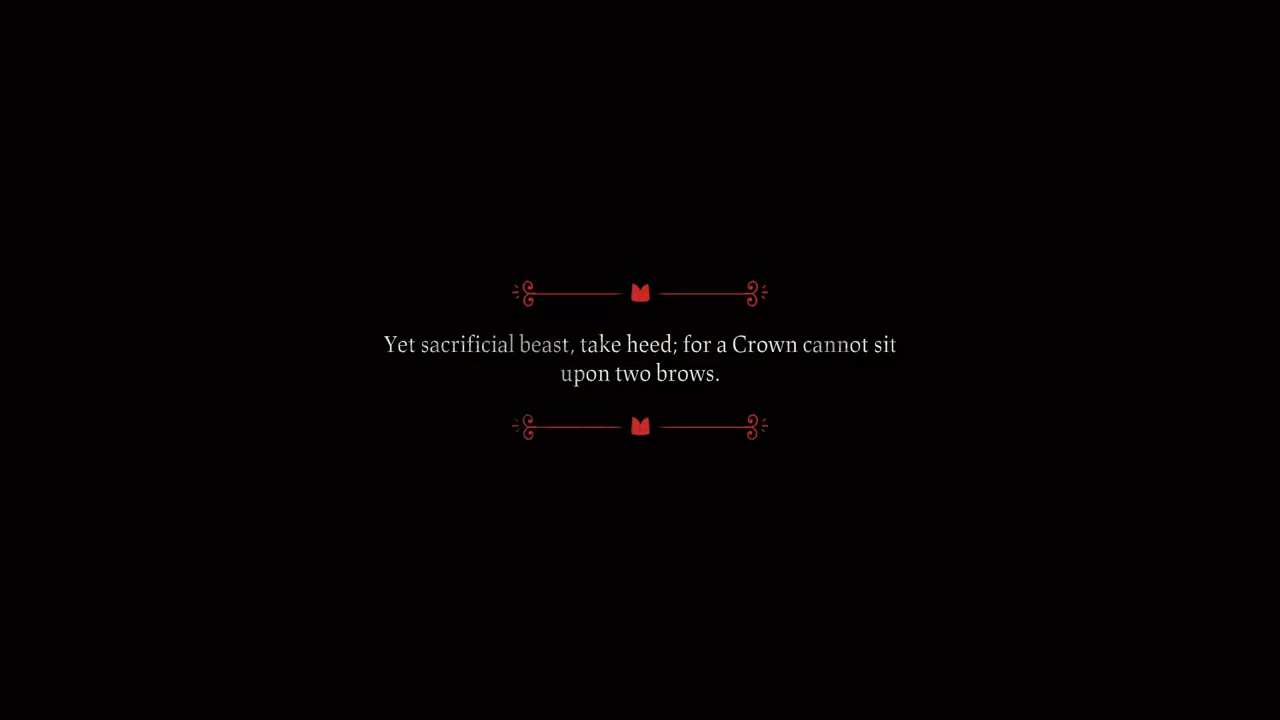 Yet sacrificial beast, take heed; for a Crown cannot sit
upon two brows.